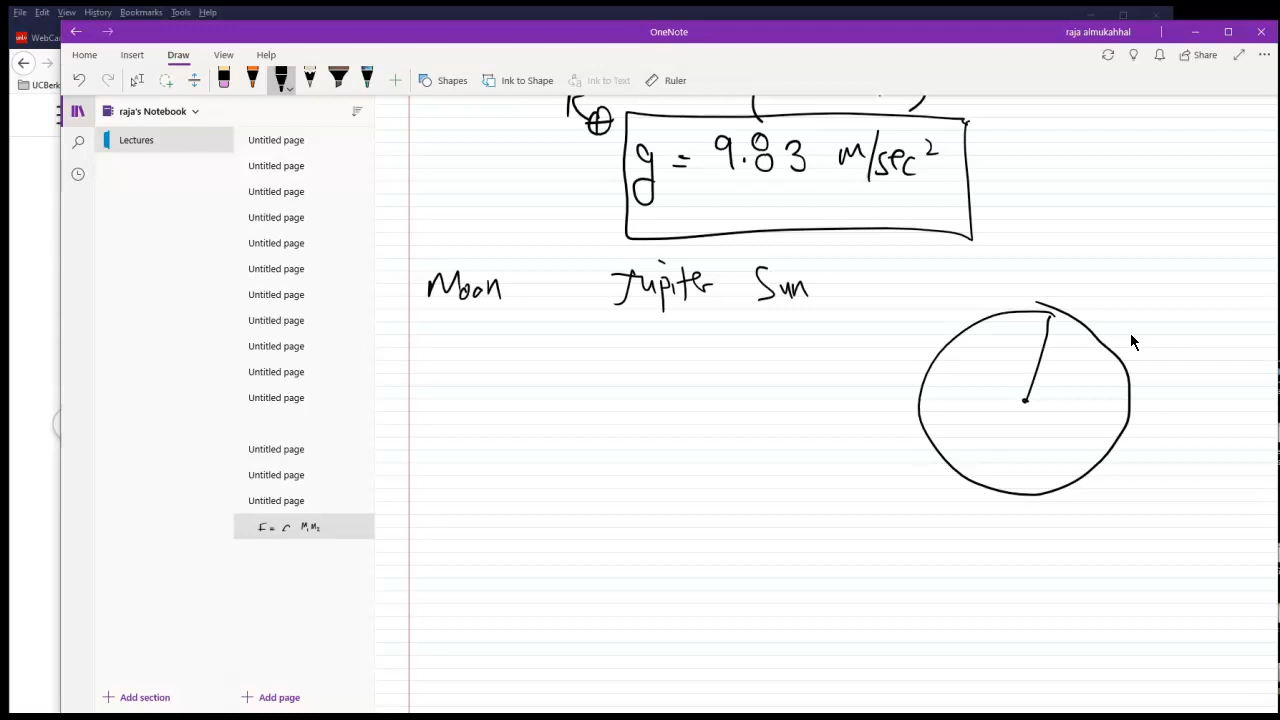 File Edit View History Bookmarks Tools Help
OneNote
raja almukahhal
WebCa
UCBerk
Home Insert Draw View Help
Share
Shapes Ink to Shape Ink to Text Ruler
raja's Notebook
Lectures
Untitled page
Untitled page
Untitled page
Untitled page
Untitled page
Untitled page
Untitled page
Untitled page
Untitled page
Untitled page
Untitled page
Untitled page
Untitled page
Untitled page
F = G M1M2
Add section
Add page
g = 9.83 m/sec²
Moon Jupiter Sun